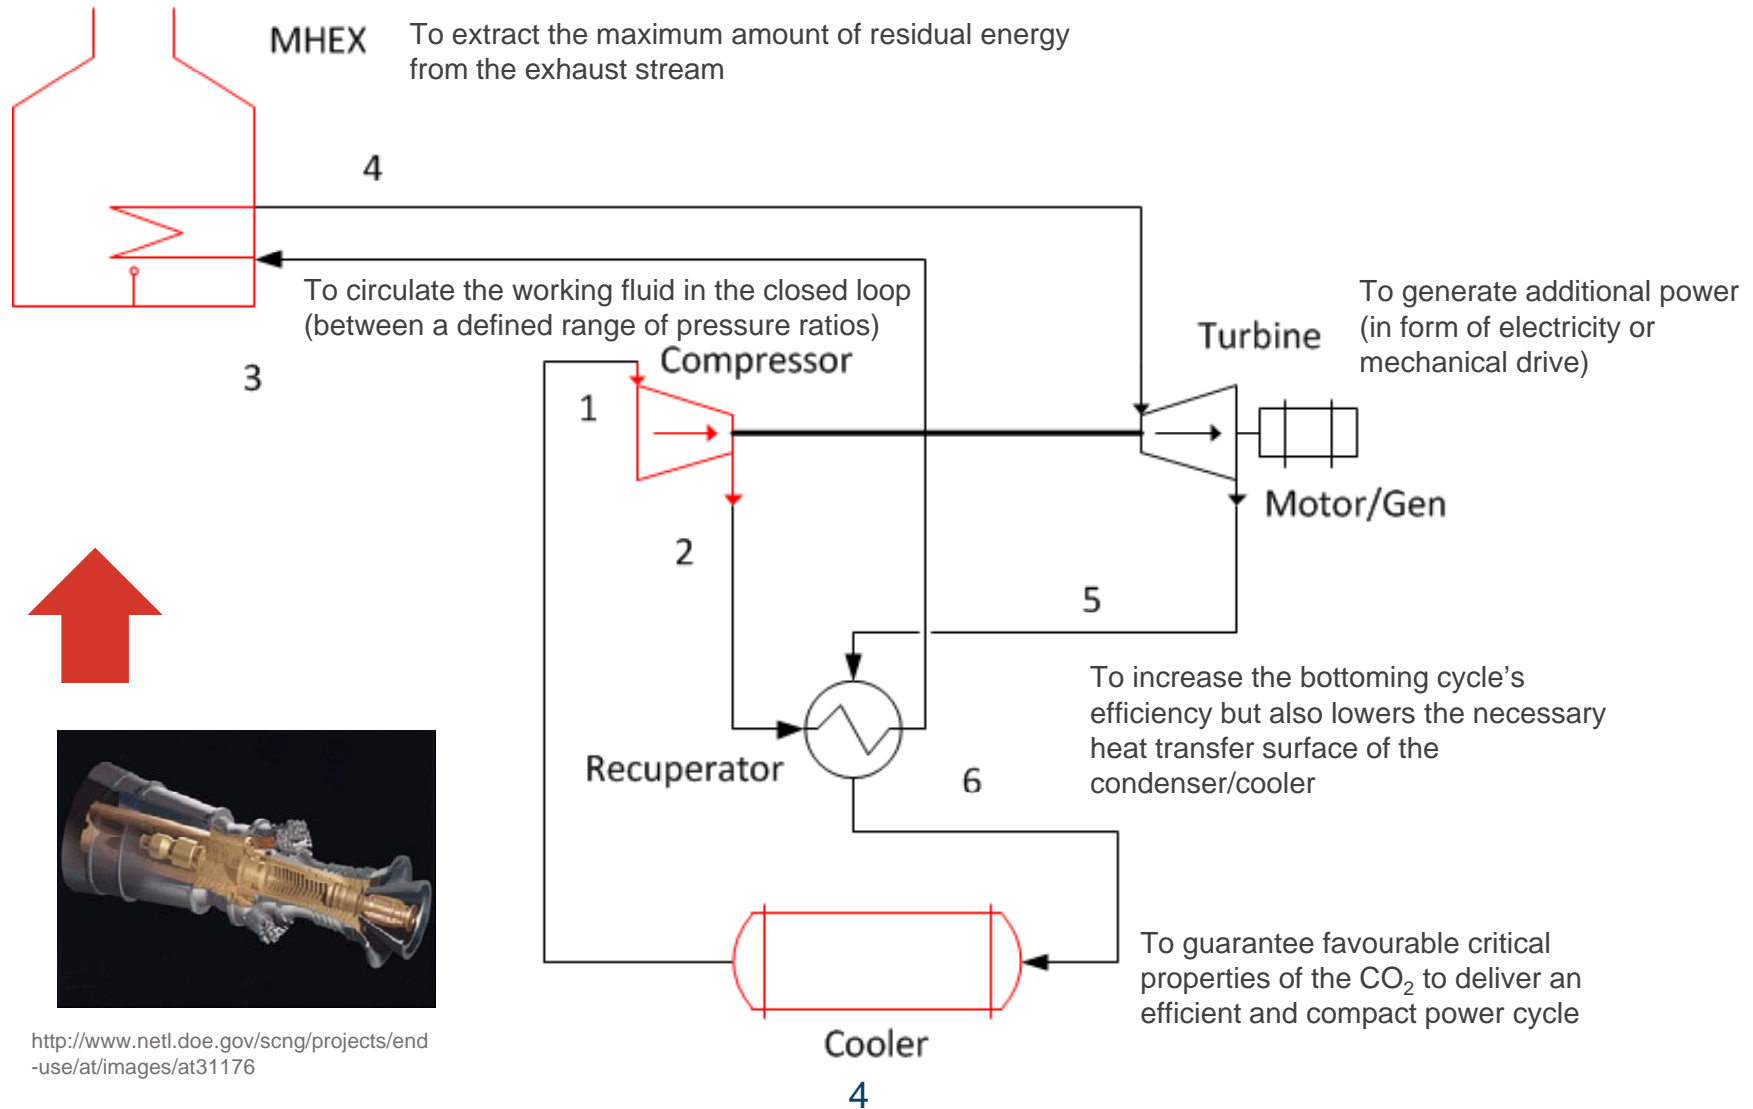 MHEX
To extract the maximum amount of residual energy
from the exhaust stream
4
To circulate the working fluid in the closed loop
(between a defined range of pressure ratios)
To generate additional power
(in form of electricity or
mechanical drive)
Turbine
Compressor
3
1
Motor/Gen
2
5
To increase the bottoming cycle’s
efficiency but also lowers the necessary
heat transfer surface of the
condenser/cooler
Recuperator
6
To guarantee favourable critical
properties of the CO₂ to deliver an
efficient and compact power cycle
Cooler
http://www.netl.doe.gov/scng/projects/end
-use/at/images/at31176
4